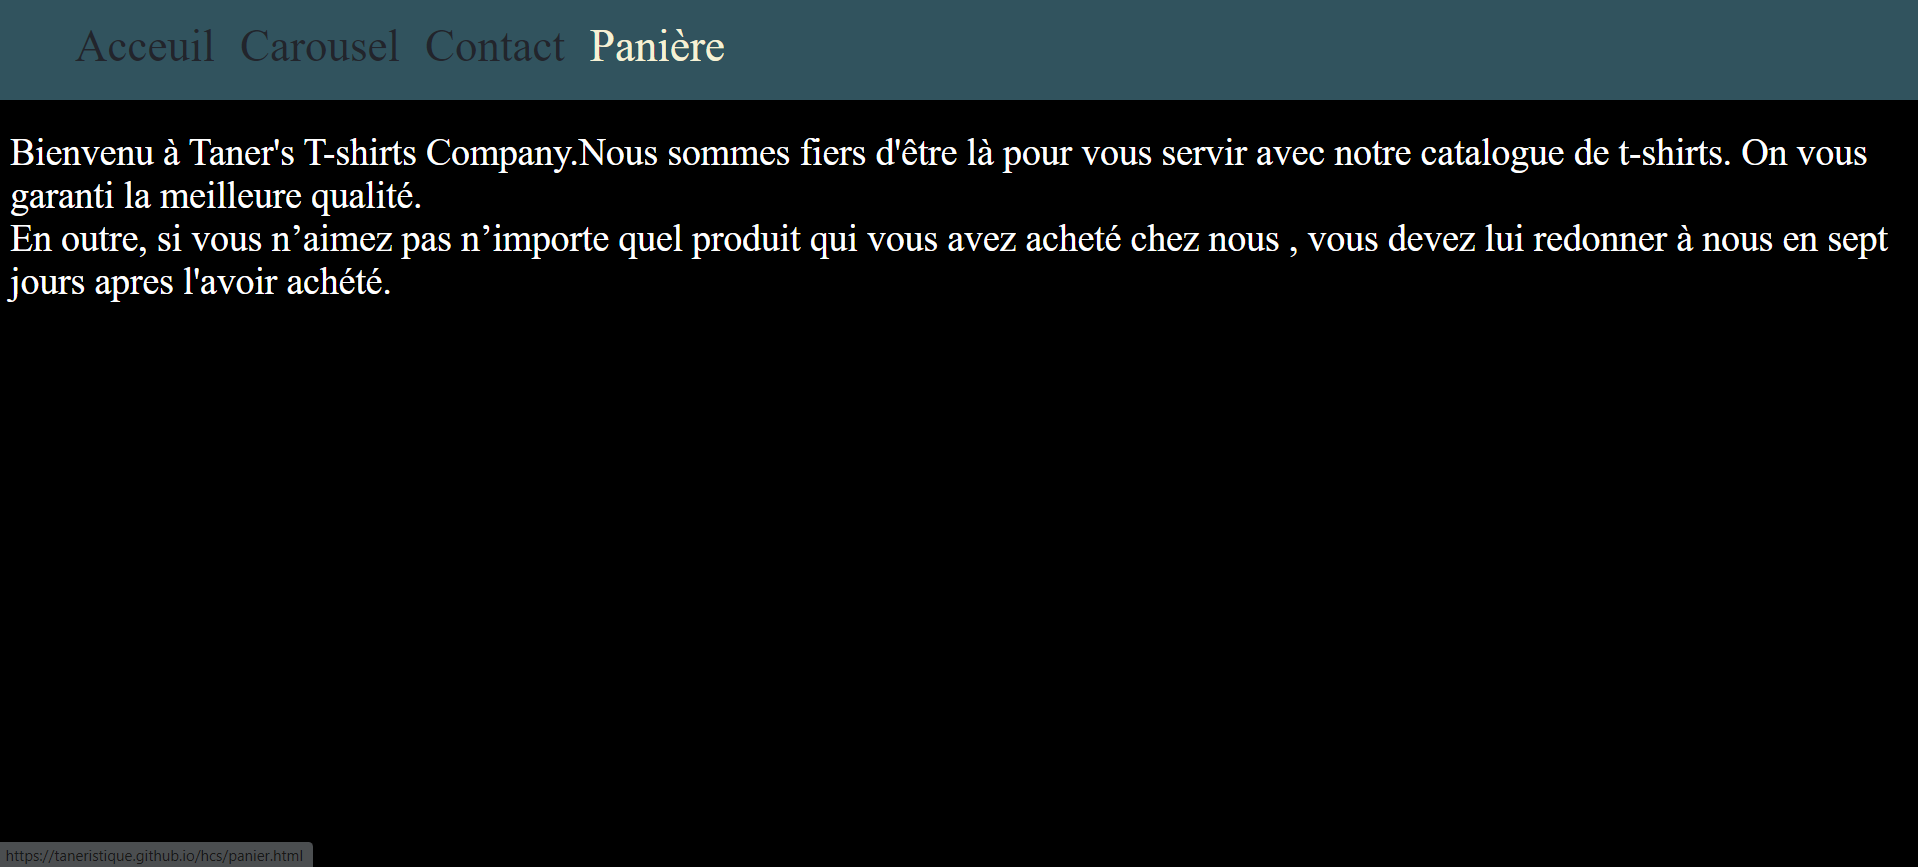 Acceuil Carousel Contact Panière
Bienvenu à Taner's T-shirts Company.Nous sommes fiers d'être là pour vous servir avec notre catalogue de t-shirts. On vous
garanti la meilleure qualité.
En outre, si vous n’aimez pas n’importe quel produit qui vous avez acheté chez nous , vous devez lui redonner à nous en sept
jours apres l'avoir achété.
https://taneristique.github.io/hcs/panier.html